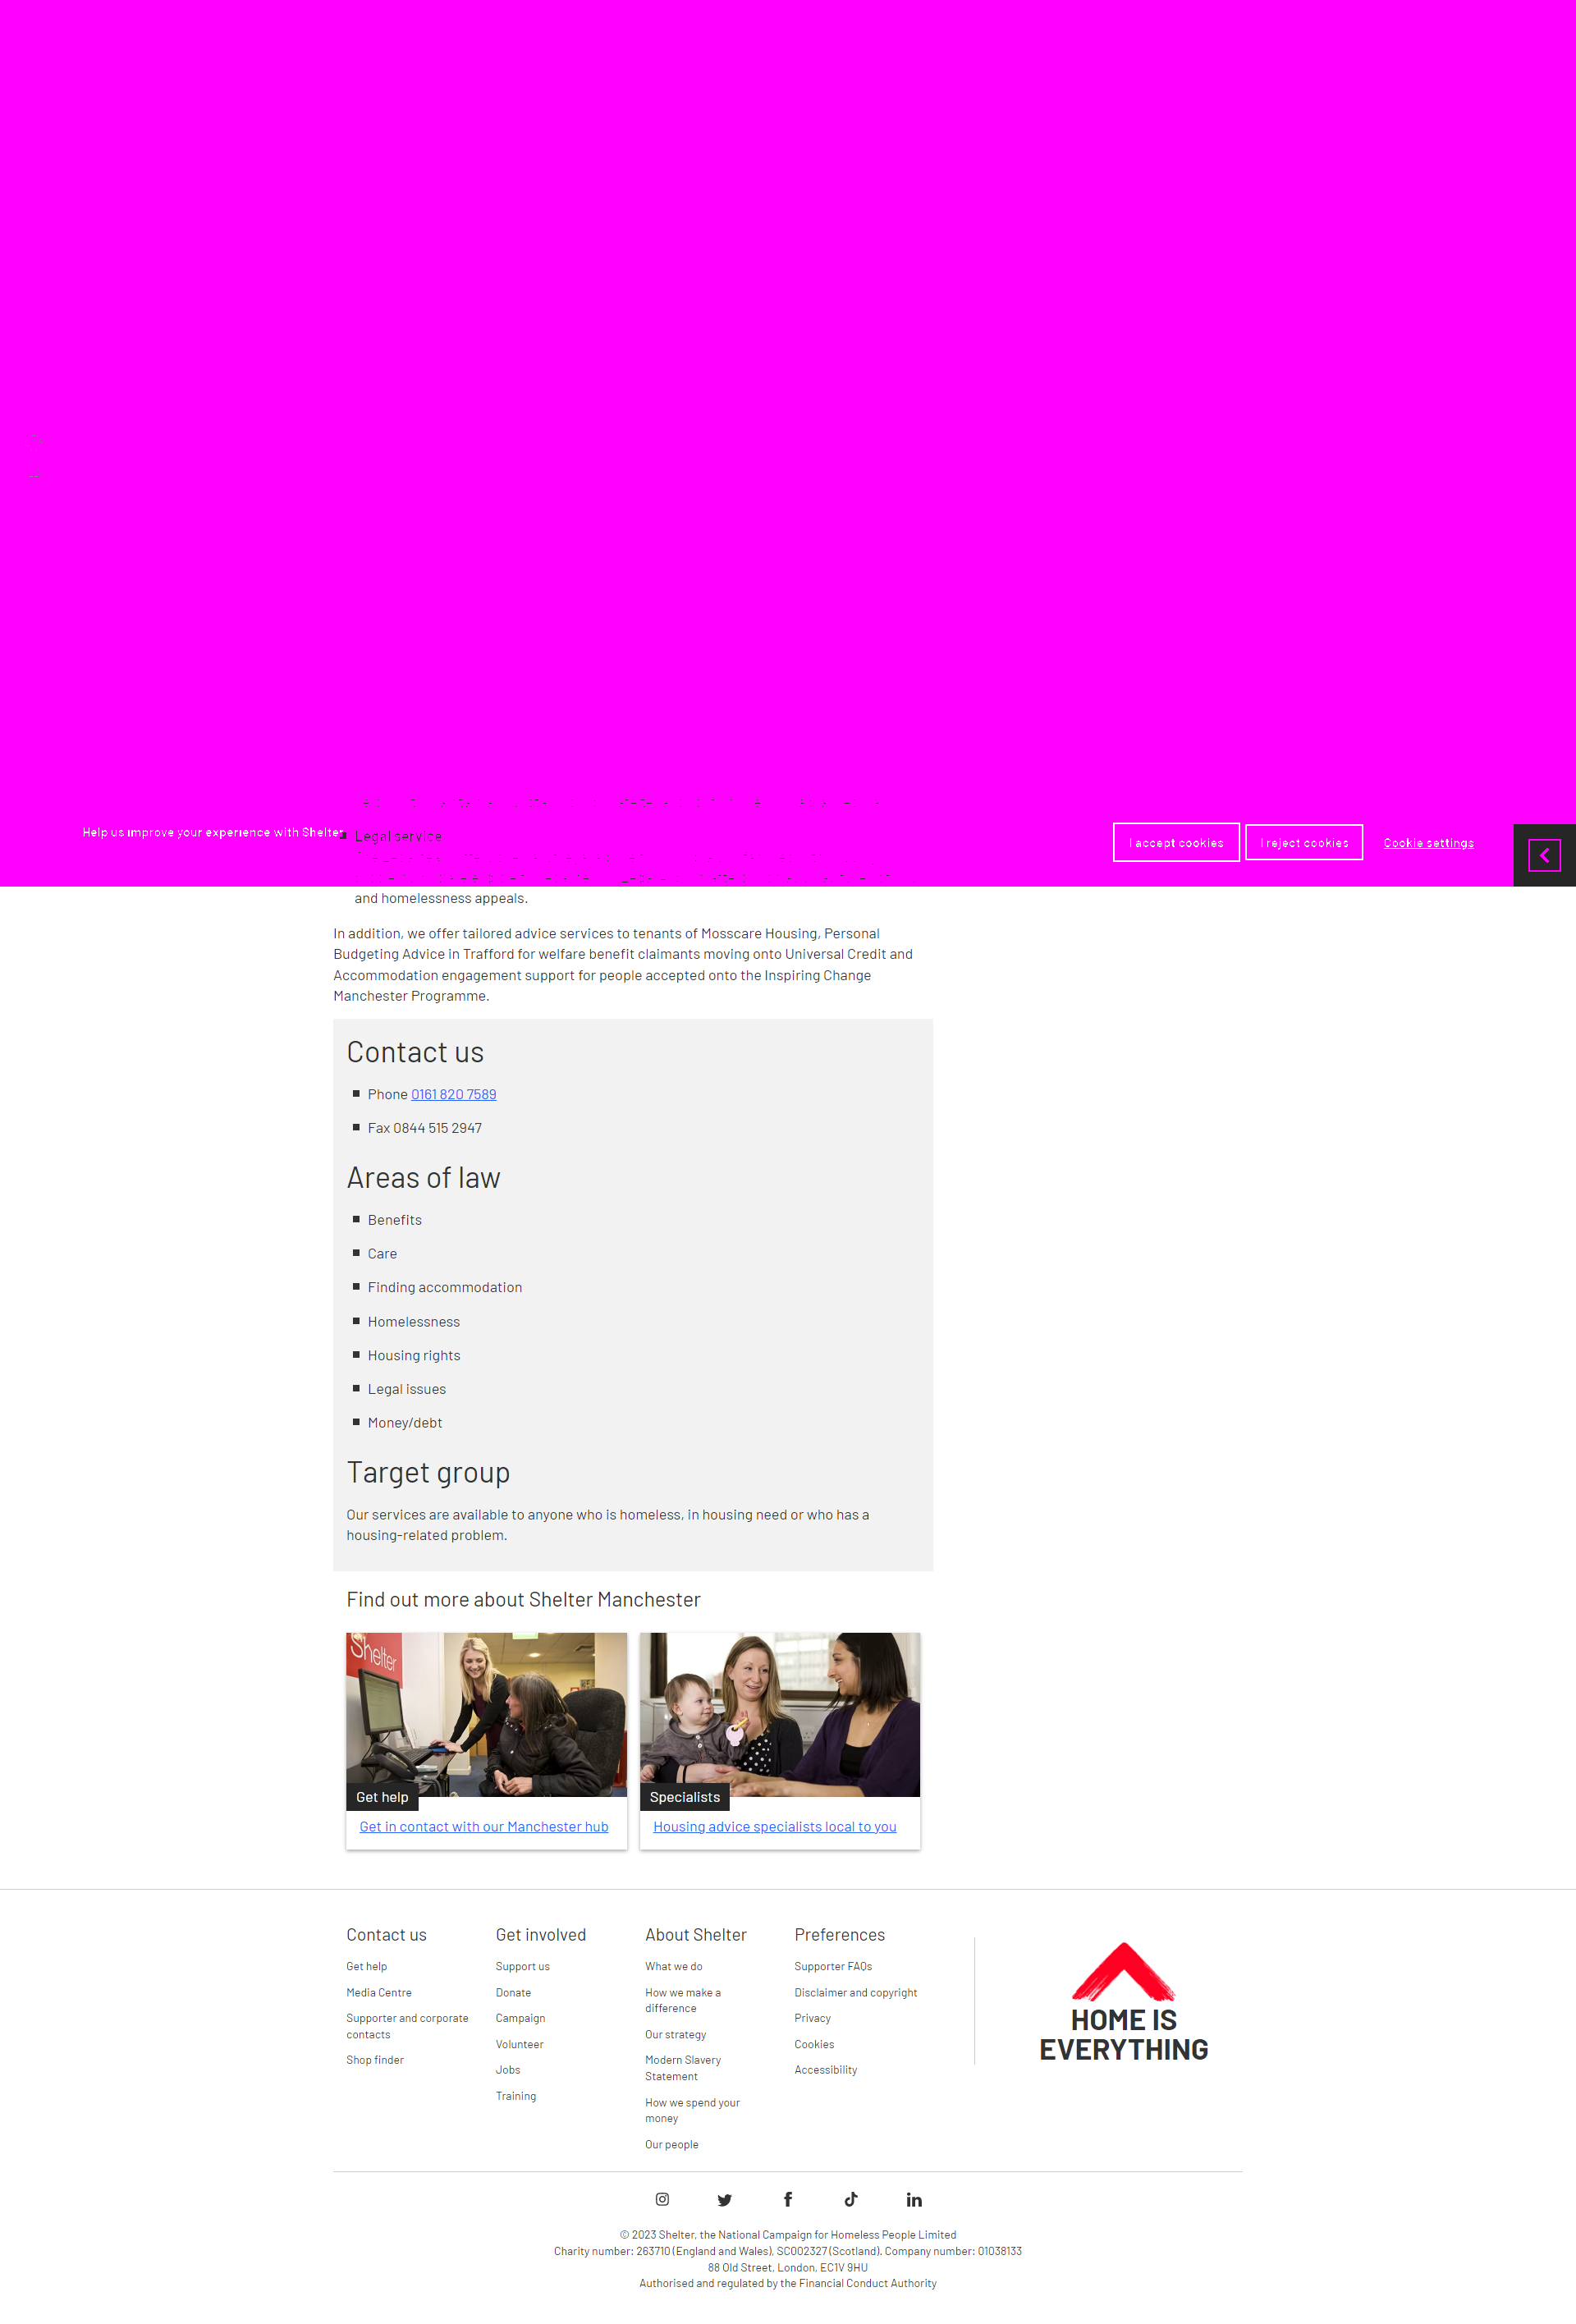 Help us improve your experience with Shelter
Legal service
I accept cookies
I reject cookies
Cookie settings
and homelessness appeals.
In addition, we offer tailored advice services to tenants of Mosscare Housing, Personal
Budgeting Advice in Trafford for welfare benefit claimants moving onto Universal Credit and
Accommodation engagement support for people accepted onto the Inspiring Change
Manchester Programme.
Contact us
Phone 0161 820 7589
Fax 0844 515 2947
Areas of law
Benefits
Care
Finding accommodation
Homelessness
Housing rights
Legal issues
Money/debt
Target group
Our services are available to anyone who is homeless, in housing need or who has a
housing-related problem.
Find out more about Shelter Manchester
Shelter
Get help
Get in contact with our Manchester hub
Specialists
Housing advice specialists local to you
Contact us
Get help
Media Centre
Supporter and corporate
contacts
Shop finder
Get involved
Support us
Donate
Campaign
Volunteer
Jobs
Training
About Shelter
What we do
How we make a
difference
Our strategy
Modern Slavery
Statement
How we spend your
money
Our people
Preferences
Supporter FAQs
Disclaimer and copyright
Privacy
Cookies
Accessibility
HOME IS
EVERYTHING
© 2023 Shelter, the National Campaign for Homeless People Limited
Charity number: 263710 (England and Wales), SC002327 (Scotland). Company number: 01038133
88 Old Street, London, EC1V 9HU
Authorised and regulated by the Financial Conduct Authority